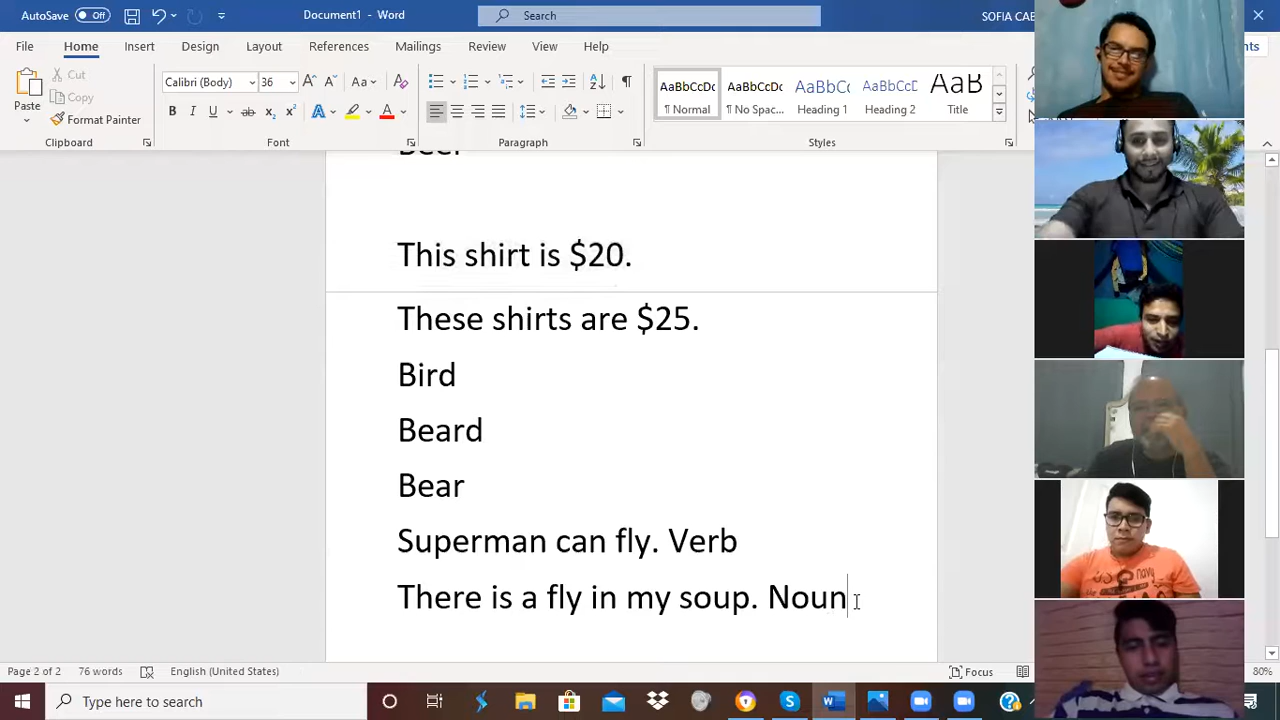 AutoSave Off Document1 - Word Search SOFIA CAB
File Home Insert Design Layout References Mailings Review View Help
Paste Cut Copy Format Painter
Calibri (Body) 36
AaBbCcDc AaBbCcDc AaBbCc AaBbCcD AaB
¶ Normal ¶ No Spac... Heading 1 Heading 2 Title
Clipboard Font Paragraph Styles
Beer
This shirt is $20.
These shirts are $25.
Bird
Beard
Bear
Superman can fly. Verb
There is a fly in my soup. Noun
Page 2 of 2 76 words English (United States) Focus 80%
Type here to search